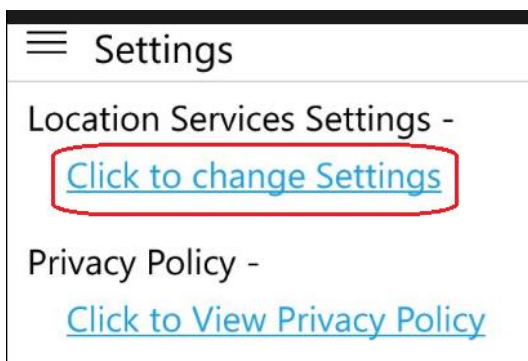 Settings
Location Services Settings -
Click to change Settings
Privacy Policy -
Click to View Privacy Policy